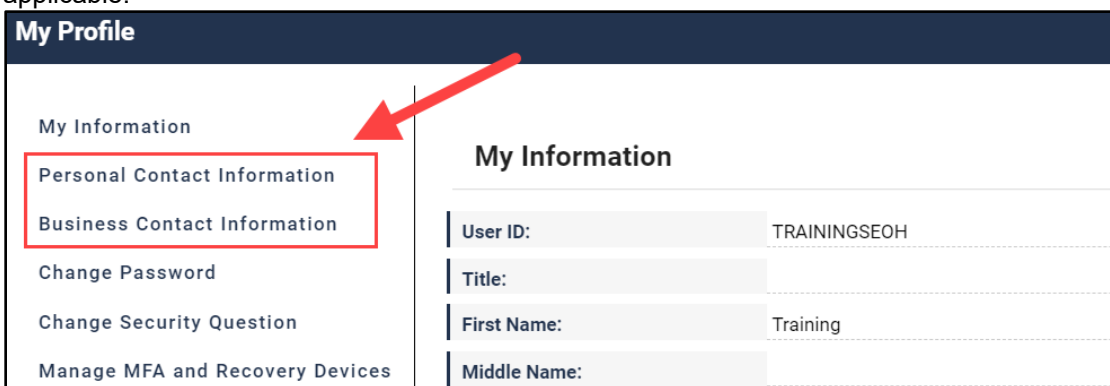 applicable.
My Profile
My Information
Personal Contact Information
Business Contact Information
Change Password
Change Security Question
Manage MFA and Recovery Devices
My Information
User ID: TRAININGSEOH
Title:
First Name: Training
Middle Name: